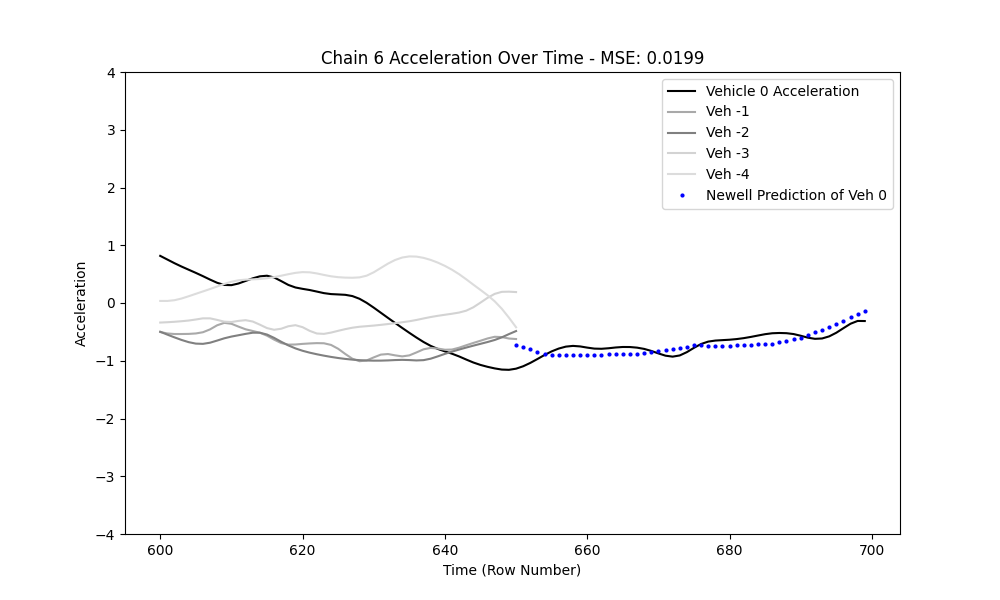 Chain 6 Acceleration Over Time - MSE: 0.0199
Vehicle 0 Acceleration
Veh -1
Veh -2
Veh -3
Veh -4
Newell Prediction of Veh 0
Acceleration
4
3
2
1
0
−1
−2
−3
−4
600
620
640
660
680
700
Time (Row Number)